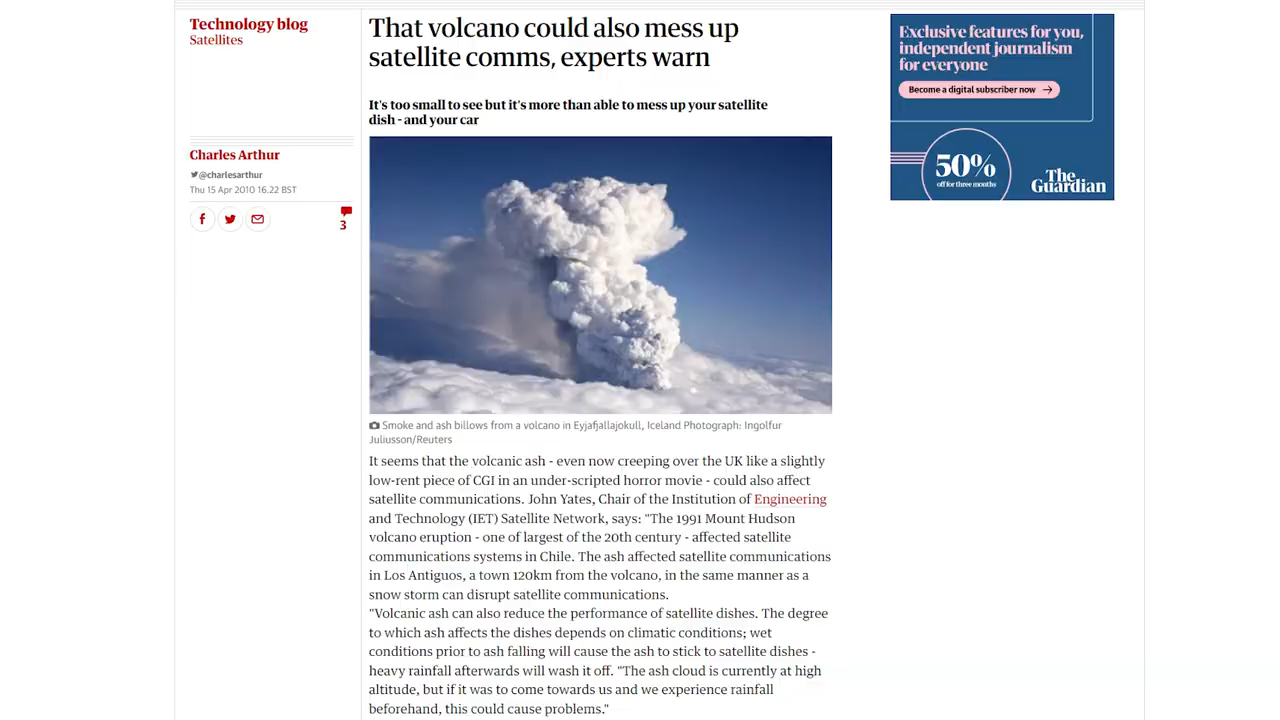 Technology blog
Satellites
That volcano could also mess up
satellite comms, experts warn
It's too small to see but it's more than able to mess up your satellite
dish - and your car
Charles Arthur
@charlesarthur
Thu 15 Apr 2010 16.22 BST
3
Smoke and ash billows from a volcano in Eyjafjallajokull, Iceland Photograph: Ingolfur
Juliusson/Reuters
It seems that the volcanic ash - even now creeping over the UK like a slightly
low-rent piece of CGI in an under-scripted horror movie - could also affect
satellite communications. John Yates, Chair of the Institution of Engineering
and Technology (IET) Satellite Network, says: "The 1991 Mount Hudson
volcano eruption - one of largest of the 20th century - affected satellite
communications systems in Chile. The ash affected satellite communications
in Los Antiguos, a town 120km from the volcano, in the same manner as a
snow storm can disrupt satellite communications.
"Volcanic ash can also reduce the performance of satellite dishes. The degree
to which ash affects the dishes depends on climatic conditions; wet
conditions prior to ash falling will cause the ash to stick to satellite dishes -
heavy rainfall afterwards will wash it off. "The ash cloud is currently at high
altitude, but if it was to come towards us and we experience rainfall
beforehand, this could cause problems."
Exclusive features for you,
independent journalism
for everyone
Become a digital subscriber now
50%
off for three months
The
Guardian